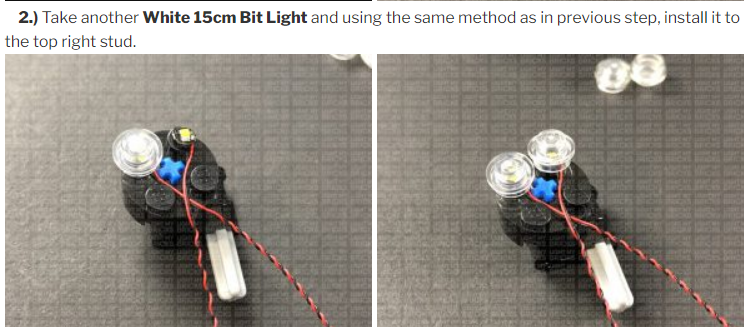 2.) Take another White 15cm Bit Light and using the same method as in previous step, install it to
the top right stud.